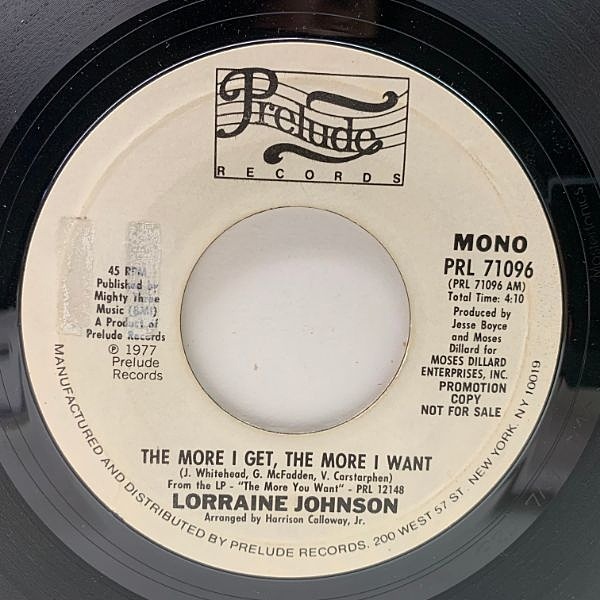 Prelude
RECORDS
45 RPM
Published by
Mighty Three
Music (BMI)
A Product of
Prelude Records
℗ 1977
Prelude
Records
MONO
PRL 71096
(PRL 71096 AM)
Total Time: 4:10
Produced by
Jesse Boyce
and Moses
Dillard for
MOSES DILLARD
ENTERPRISES, INC.
PROMOTION
COPY
NOT FOR SALE
THE MORE I GET, THE MORE I WANT
(J. Whitehead, G. McFadden, V. Carstarphen)
From the LP - "The More You Want" - PRL 12148
LORRAINE JOHNSON
Arranged by Harrison Calloway, Jr.
MANUFACTURED AND DISTRIBUTED BY PRELUDE RECORDS. 200 WEST 57 ST. NEW YORK. NY 10019